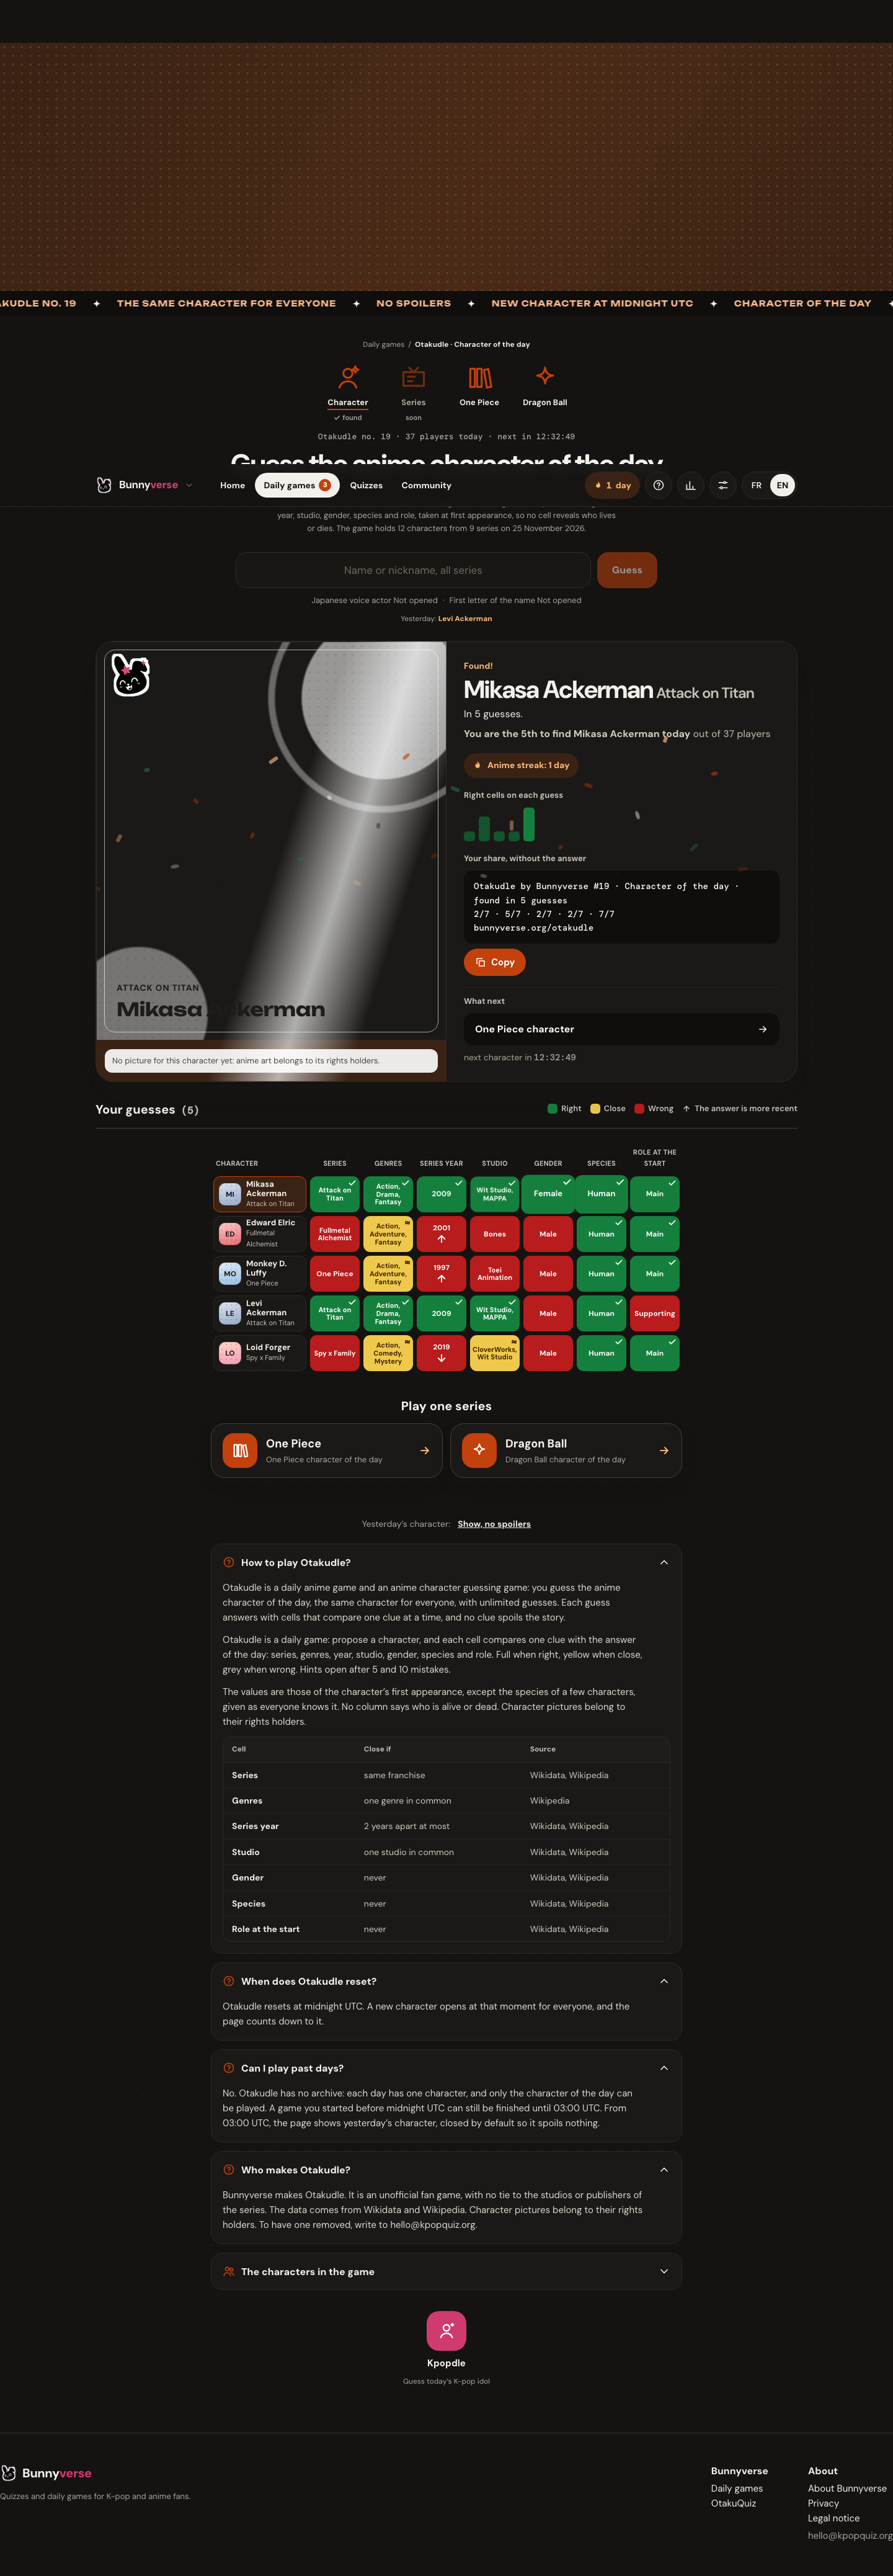 AKUDLE NO. 19 ✦ THE SAME CHARACTER FOR EVERYONE ✦ NO SPOILERS ✦ NEW CHARACTER AT MIDNIGHT UTC ✦ CHARACTER OF THE DAY ✦
Daily games / Otakudle · Character of the day
Character
Series
One Piece
Dragon Ball
✓ found
soon
Otakudle no. 19 · 37 players today · next in 12:32:49
Guess the anime character of the day
Bunnyverse
Home
Daily games 3
Quizzes
Community
1 day
FR
EN
year, studio, gender, species and role, taken at first appearance, so no cell reveals who lives
or dies. The game holds 12 characters from 9 series on 25 November 2026.
Name or nickname, all series
Guess
Japanese voice actor Not opened · First letter of the name Not opened
Yesterday: Levi Ackerman
ATTACK ON TITAN
Mikasa Ackerman
No picture for this character yet: anime art belongs to its rights holders.
Found!
Mikasa Ackerman Attack on Titan
In 5 guesses.
You are the 5th to find Mikasa Ackerman today out of 37 players
Anime streak: 1 day
Right cells on each guess
Your share, without the answer
Otakudle by Bunnyverse #19 · Character of the day ·
found in 5 guesses
2/7 · 5/7 · 2/7 · 2/7 · 7/7
bunnyverse.org/otakudle
Copy
What next
One Piece character →
next character in 12:32:49
Your guesses (5)
Right
Close
Wrong
↑ The answer is more recent
CHARACTER
SERIES
GENRES
SERIES YEAR
STUDIO
GENDER
SPECIES
ROLE AT THE
START
MI
Mikasa
Ackerman
Attack on Titan
Attack on
Titan
Action,
Drama,
Fantasy
2009
Wit Studio,
MAPPA
Female
Human
Main
ED
Edward Elric
Fullmetal
Alchemist
Fullmetal
Alchemist
Action,
Adventure,
Fantasy
2001
↑
Bones
Male
Human
Main
MO
Monkey D.
Luffy
One Piece
One Piece
Action,
Adventure,
Fantasy
1997
↑
Toei
Animation
Male
Human
Main
LE
Levi
Ackerman
Attack on Titan
Attack on
Titan
Action,
Drama,
Fantasy
2009
Wit Studio,
MAPPA
Male
Human
Supporting
LO
Loid Forger
Spy x Family
Spy x Family
Action,
Comedy,
Mystery
2019
↓
CloverWorks,
Wit Studio
Male
Human
Main
Play one series
One Piece
One Piece character of the day
→
Dragon Ball
Dragon Ball character of the day
→
Yesterday's character: Show, no spoilers
How to play Otakudle?
Otakudle is a daily anime game and an anime character guessing game: you guess the anime
character of the day, the same character for everyone, with unlimited guesses. Each guess
answers with cells that compare one clue at a time, and no clue spoils the story.
Otakudle is a daily game: propose a character, and each cell compares one clue with the answer
of the day: series, genres, year, studio, gender, species and role. Full when right, yellow when close,
grey when wrong. Hints open after 5 and 10 mistakes.
The values are those of the character's first appearance, except the species of a few characters,
given as everyone knows it. No column says who is alive or dead. Character pictures belong to
their rights holders.
Cell
Close if
Source
Series
same franchise
Wikidata, Wikipedia
Genres
one genre in common
Wikipedia
Series year
2 years apart at most
Wikidata, Wikipedia
Studio
one studio in common
Wikidata, Wikipedia
Gender
never
Wikidata, Wikipedia
Species
never
Wikidata, Wikipedia
Role at the start
never
Wikidata, Wikipedia
When does Otakudle reset?
Otakudle resets at midnight UTC. A new character opens at that moment for everyone, and the
page counts down to it.
Can I play past days?
No. Otakudle has no archive: each day has one character, and only the character of the day can
be played. A game you started before midnight UTC can still be finished until 03:00 UTC. From
03:00 UTC, the page shows yesterday's character, closed by default so it spoils nothing.
Who makes Otakudle?
Bunnyverse makes Otakudle. It is an unofficial fan game, with no tie to the studios or publishers of
the series. The data comes from Wikidata and Wikipedia. Character pictures belong to their rights
holders. To have one removed, write to hello@kpopquiz.org.
The characters in the game
Kpopdle
Guess today's K-pop idol
Bunnyverse
Quizzes and daily games for K-pop and anime fans.
Bunnyverse
Daily games
OtakuQuiz
About
About Bunnyverse
Privacy
Legal notice
hello@kpopquiz.org